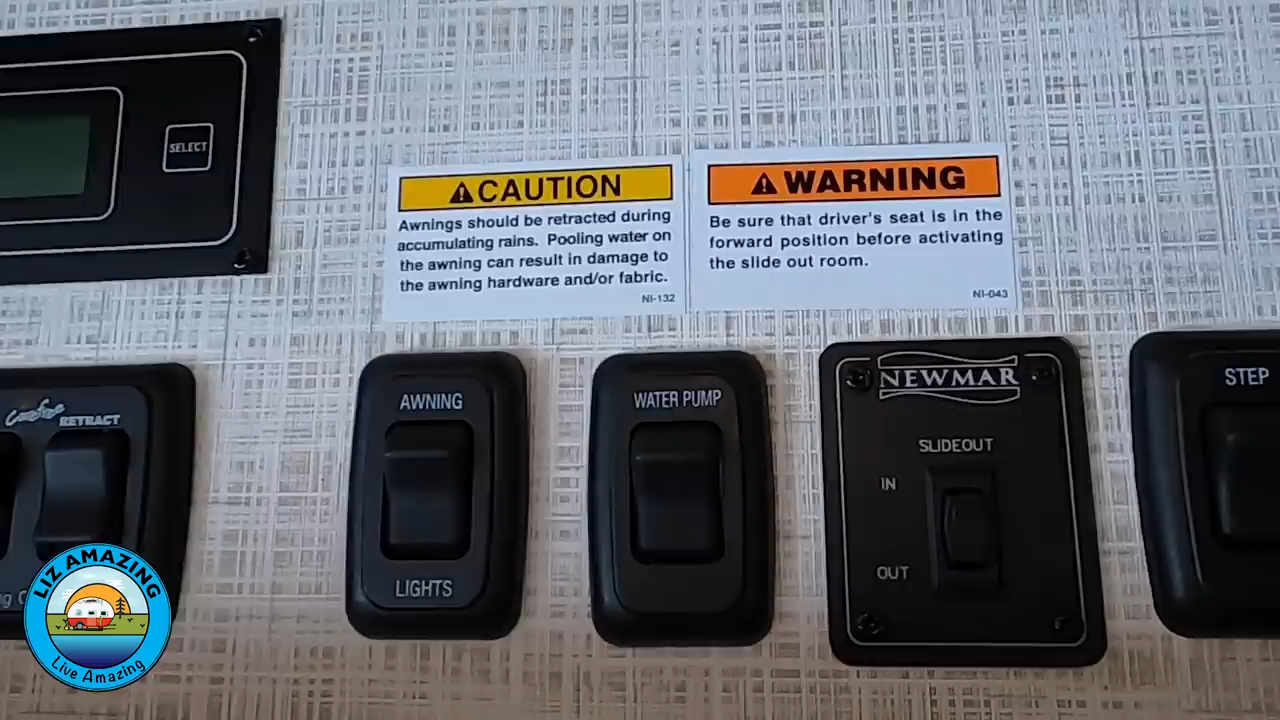 SELECT
CAUTION
Awnings should be retracted during
accumulating rains. Pooling water on
the awning can result in damage to
the awning hardware and/or fabric.
NI-132
WARNING
Be sure that driver's seat is in the
forward position before activating
the slide out room.
NI-043
RETRACT
AWNING
LIGHTS
WATER PUMP
NEWMAR
SLIDEOUT
IN
OUT
STEP
LIZ AMAZING
Live Amazing